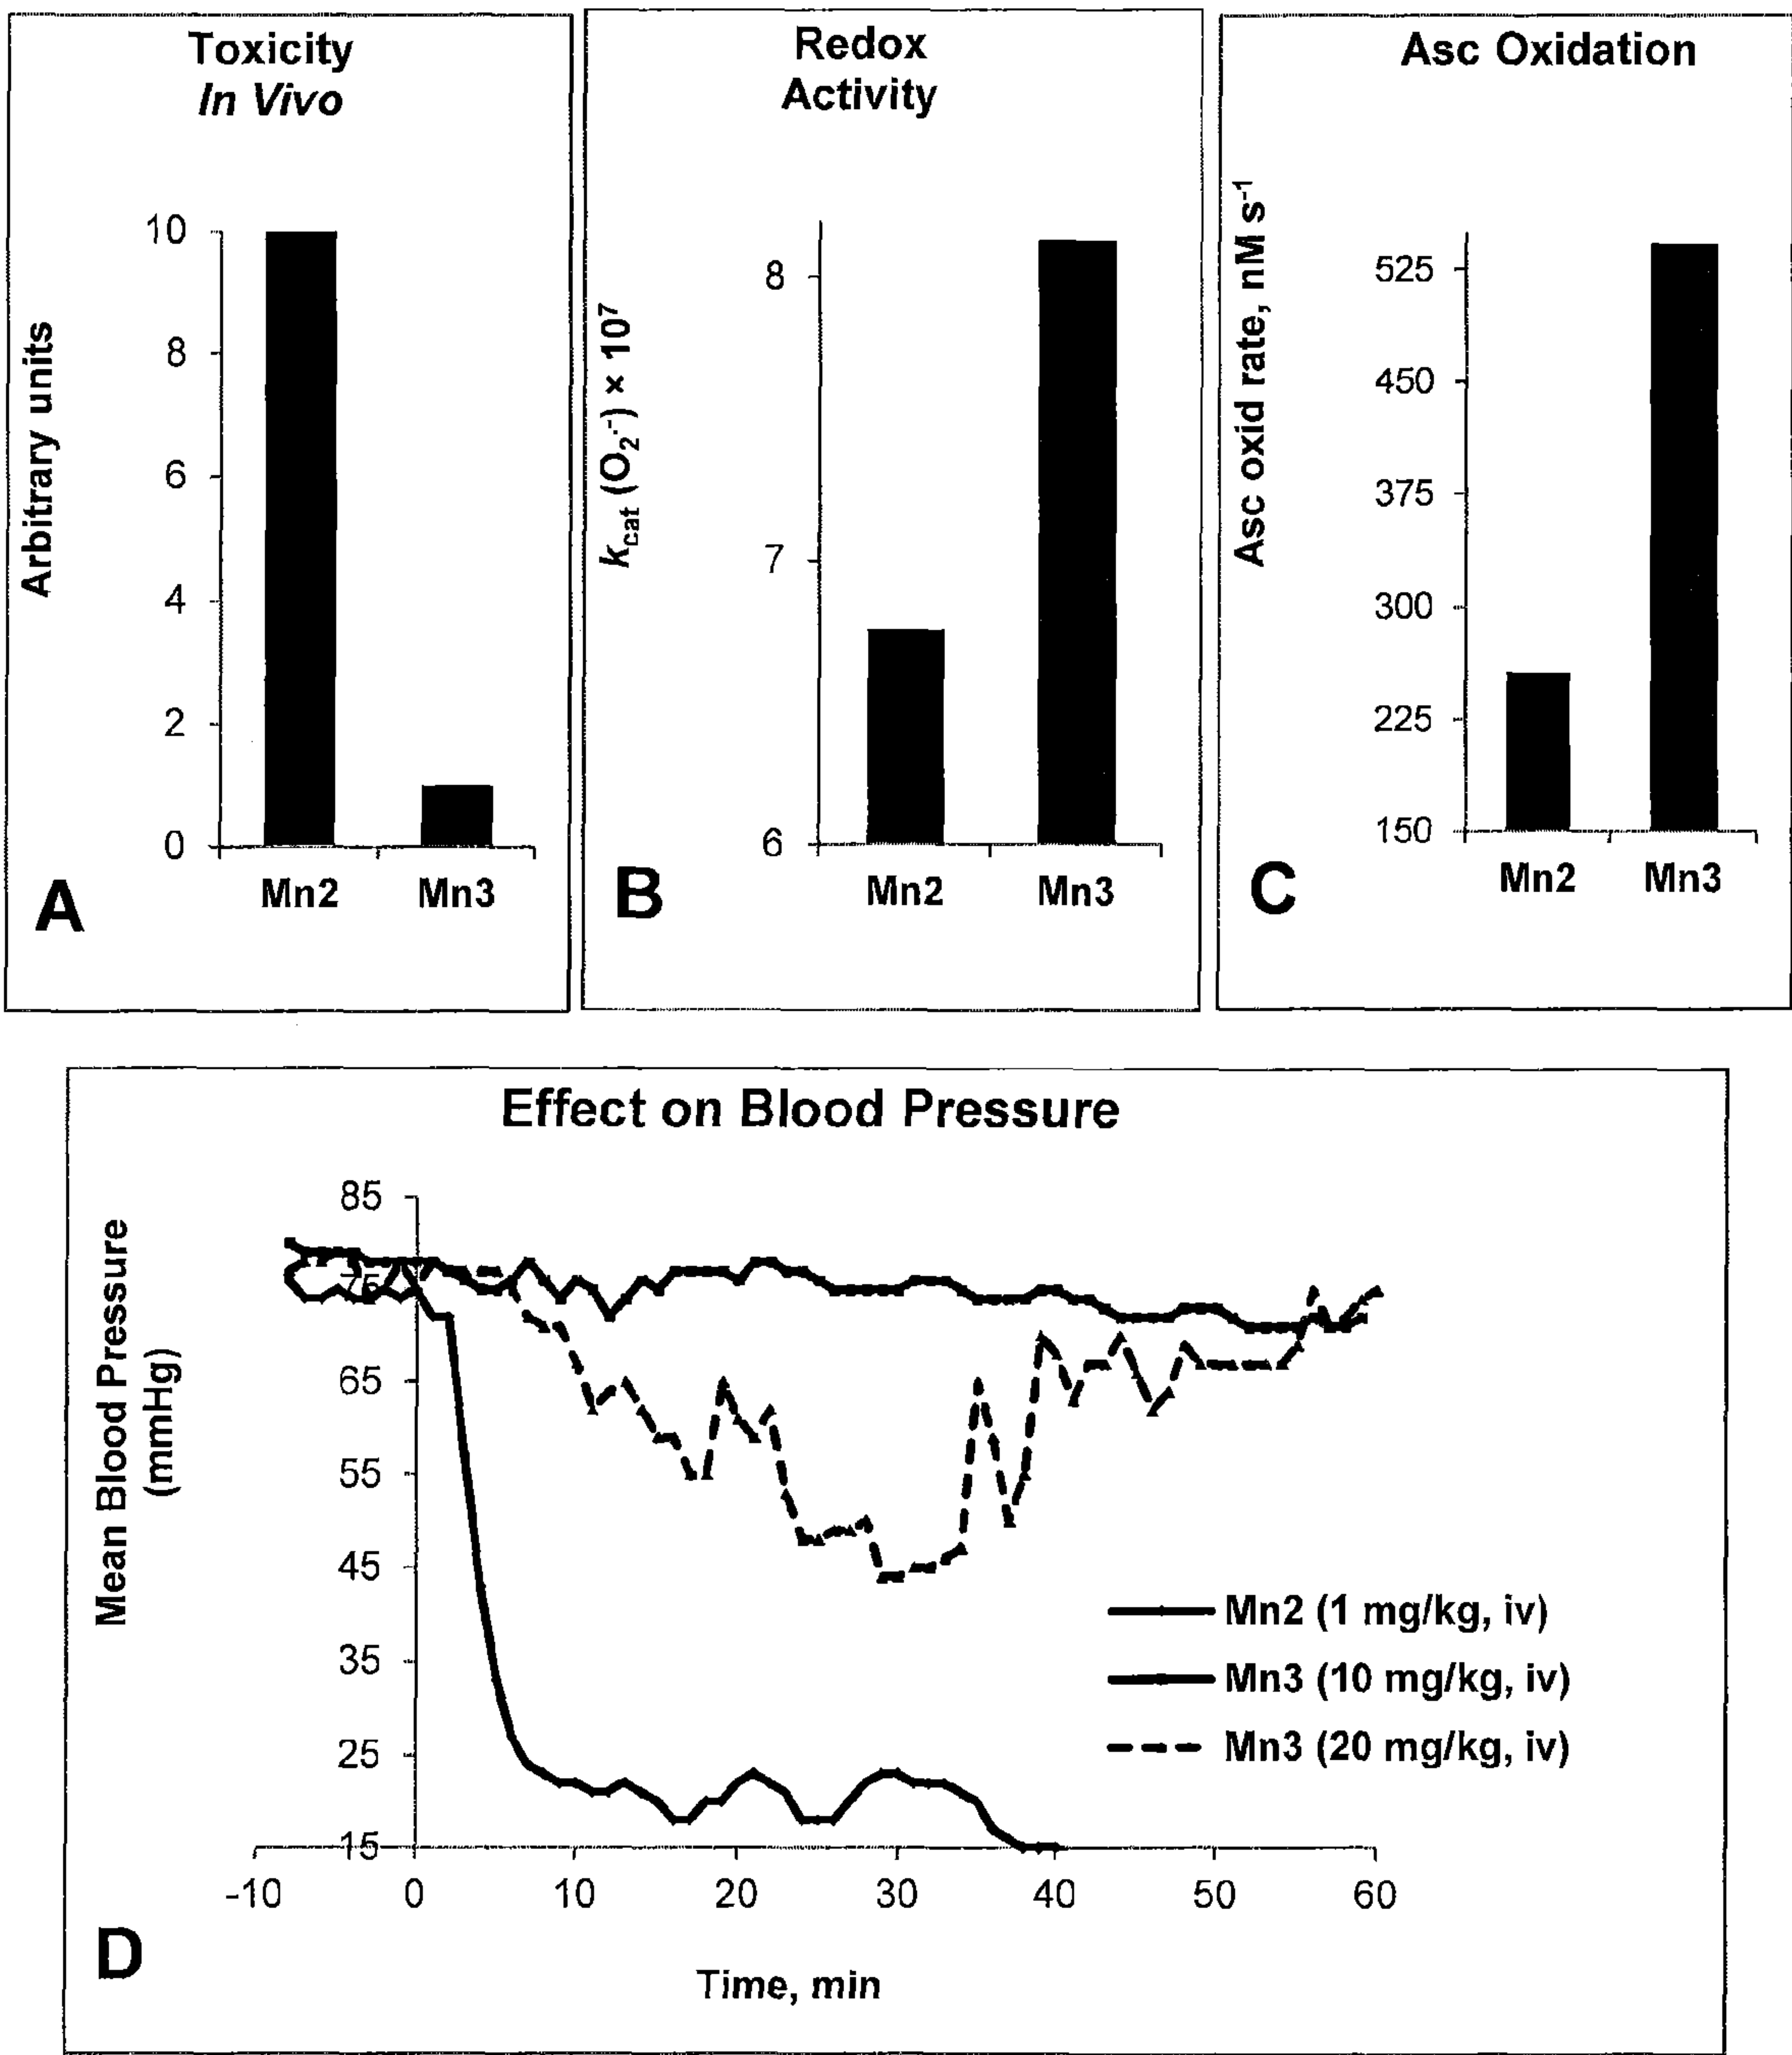 Toxicity
In Vivo
Arbitrary units
10
8
6
4
2
0
Mn2 Mn3
A
Redox
Activity
kcat (O2·-) × 10⁷
8
7
6
Mn2 Mn3
B
Asc Oxidation
Asc oxid rate, nM s⁻¹
525
450
375
300
225
150
Mn2 Mn3
C
Effect on Blood Pressure
Mean Blood Pressure
(mmHg)
85
75
65
55
45
35
25
15
Mn2 (1 mg/kg, iv)
Mn3 (10 mg/kg, iv)
Mn3 (20 mg/kg, iv)
-10 0 10 20 30 40 50 60
D
Time, min